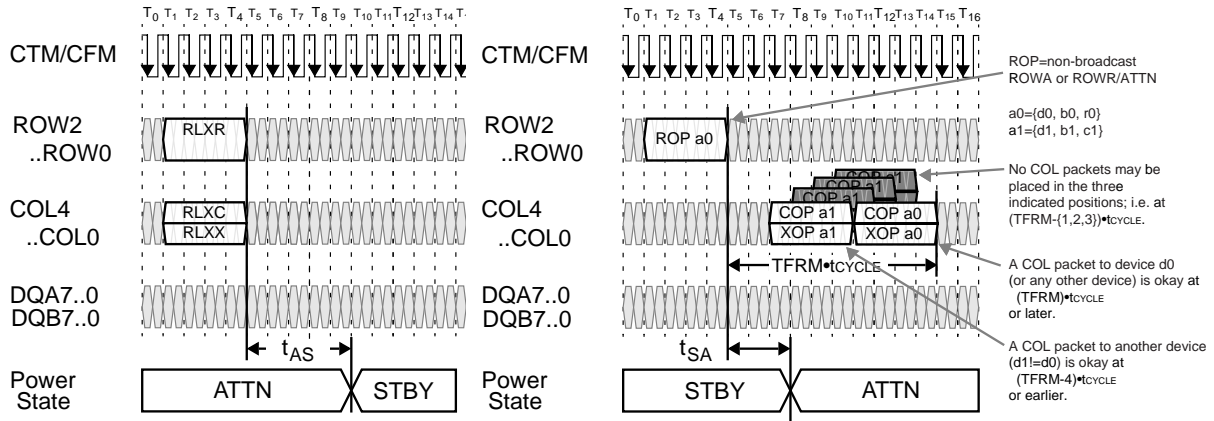 T0 T1 T2 T3 T4 T5 T6 T7 T8 T9 T10 T11 T12 T13 T14
CTM/CFM
ROW2
..ROW0
RLXR
COL4
..COL0
RLXC
RLXX
DQA7..0
DQB7..0
tAS
Power
State
ATTN
STBY
T0 T1 T2 T3 T4 T5 T6 T7 T8 T9 T10 T11 T12 T13 T14 T15 T16
CTM/CFM
ROW2
..ROW0
ROP a0
COP a1
COP a1
COP a1
COL4
..COL0
COP a1
COP a0
XOP a1
XOP a0
TFRM•tCYCLE
DQA7..0
DQB7..0
tSA
Power
State
STBY
ATTN
ROP=non-broadcast
ROWA or ROWR/ATTN
a0={d0, b0, r0}
a1={d1, b1, c1}
No COL packets may be
placed in the three
indicated positions; i.e. at
(TFRM-{1,2,3})•tCYCLE.
A COL packet to device d0
(or any other device) is okay at
(TFRM)•tCYCLE
or later.
A COL packet to another device
(d1!=d0) is okay at
(TFRM-4)•tCYCLE
or earlier.